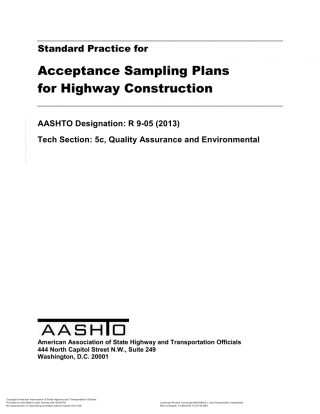 Standard Practice for
Acceptance Sampling Plans
for Highway Construction
AASHTO Designation: R 9-05 (2013)
Tech Section: 5c, Quality Assurance and Environmental
AASHTO
American Association of State Highway and Transportation Officials
444 North Capitol Street N.W., Suite 249
Washington, D.C. 20001